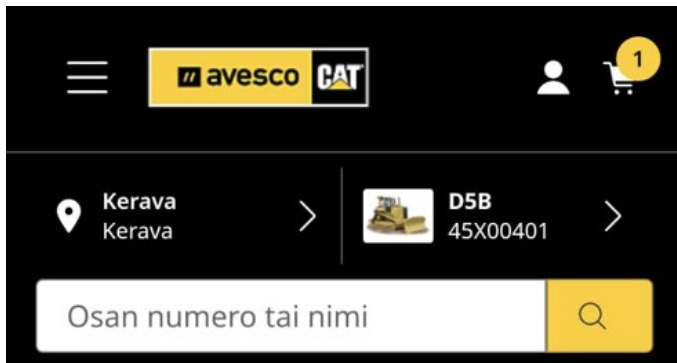 avesco CAT
1
Kerava
Kerava
D5B
45X00401
Osan numero tai nimi